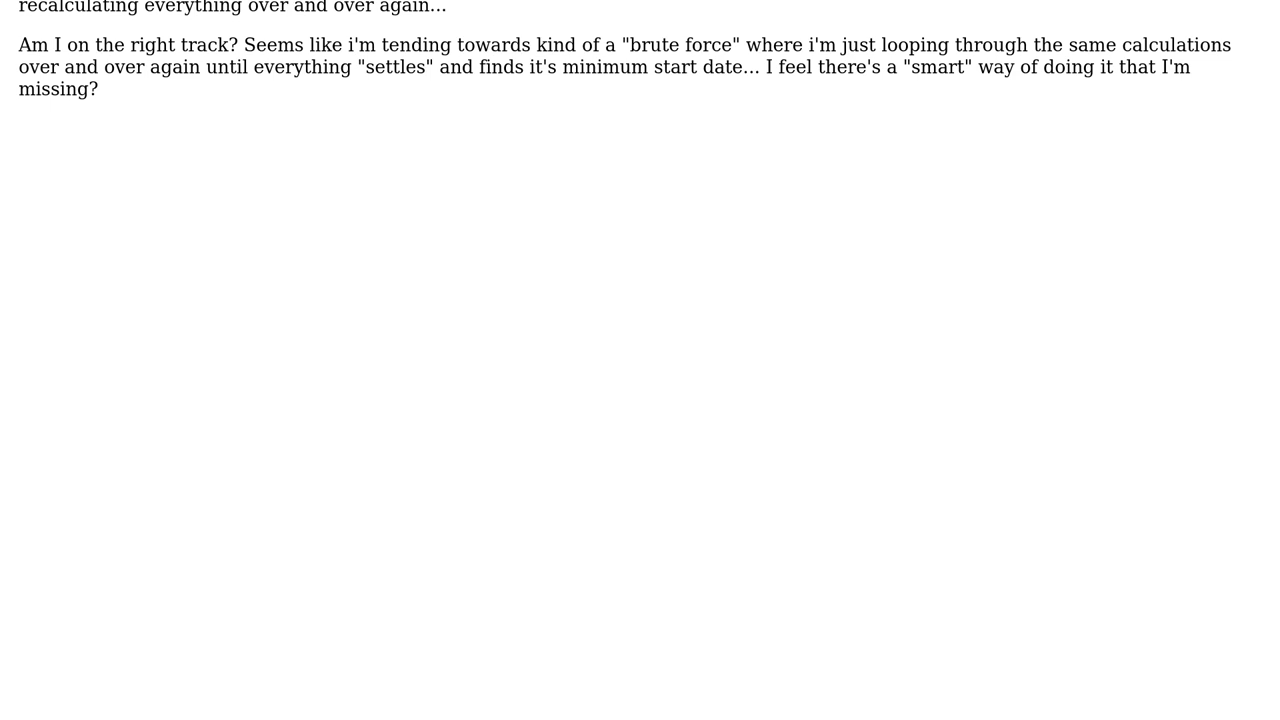 recalculating everything over and over again...
Am I on the right track? Seems like i'm tending towards kind of a "brute force" where i'm just looping through the same calculations
over and over again until everything "settles" and finds it's minimum start date... I feel there's a "smart" way of doing it that I'm
missing?